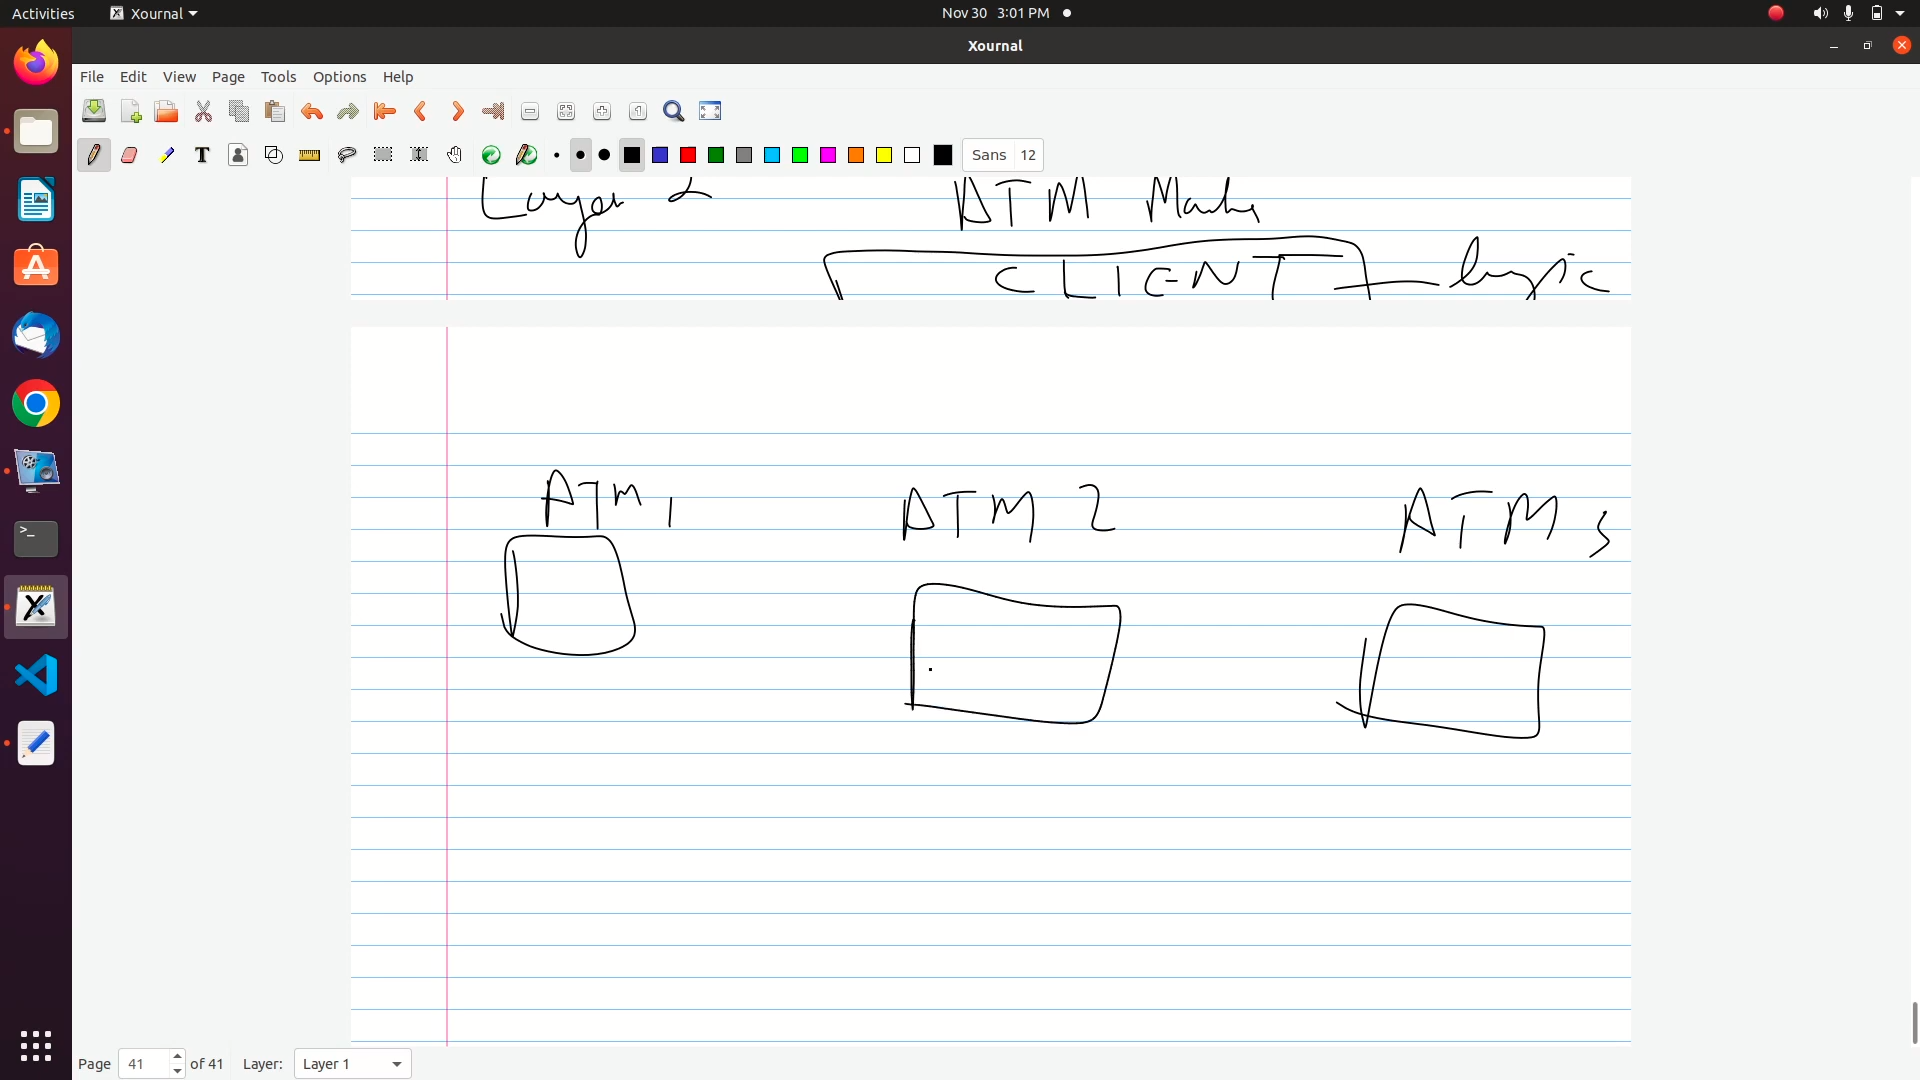 Activities Xournal Nov 30 3:01 PM
Xournal
File Edit View Page Tools Options Help
T Sans 12
Layer 2 ATM
CLIENT logic
ATM 1 ATM 2 ATM 3
Page 41 of 41 Layer: Layer 1